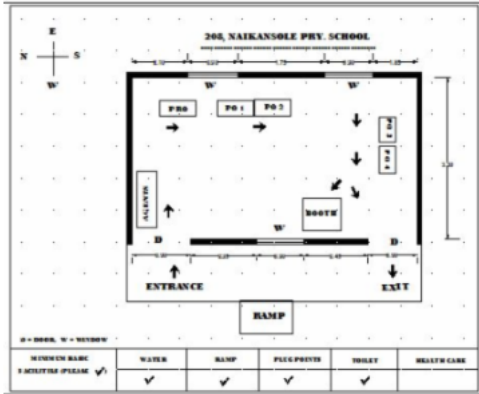 208, NAIKANSOLE PRY. SCHOOL
E
N S
W
W W
PRO PO 1 PO 2
PO 3
PO 4
AGENTS
BOOTH
W
D D
ENTRANCE EXIT
RAMP
D = DOOR, W = WINDOW
MINIMUM BASIC FACILITIES (PLEASE ✓) WATER RAMP PLUG POINTS TOILET HEALTH CARE
✓ ✓ ✓ ✓